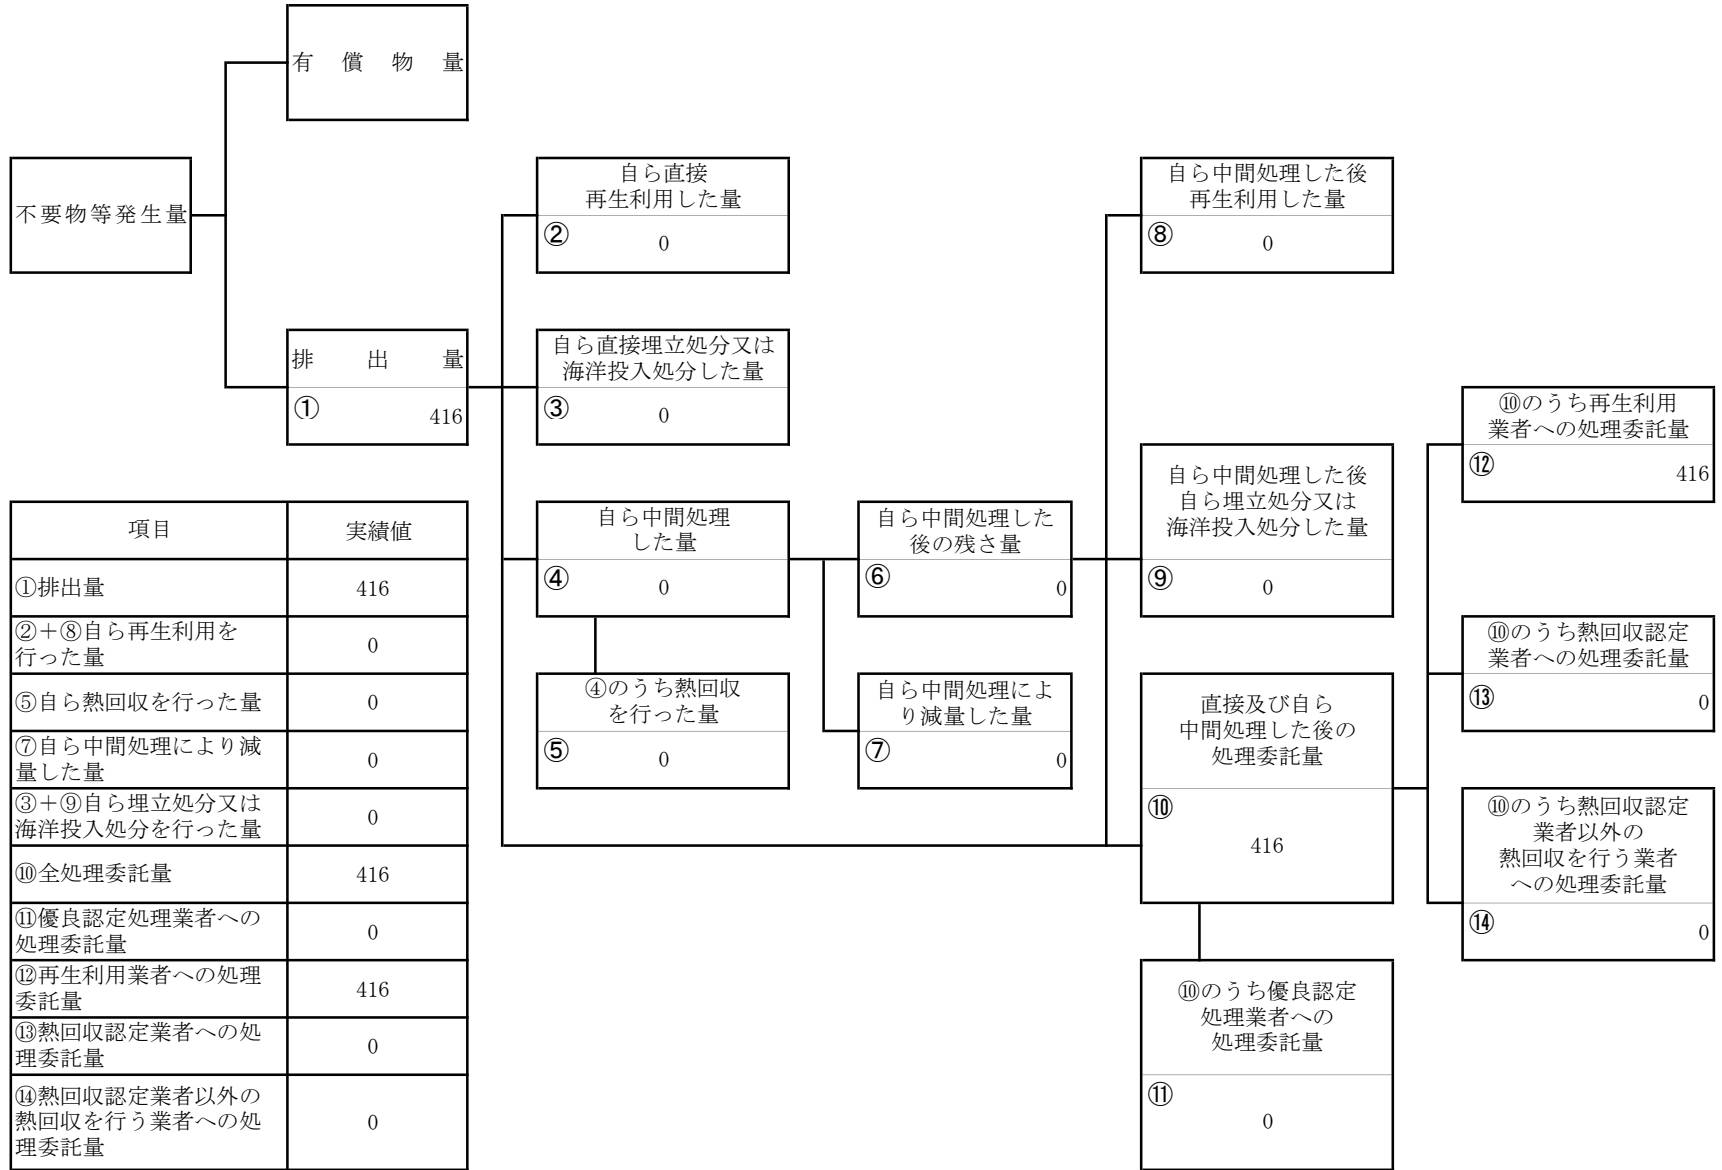 有償物量
不要物等発生量
排出量
①
416
自ら直接
再生利用した量
②
0
自ら直接埋立処分又は
海洋投入処分した量
③
0
自ら中間処理
した量
④
0
④のうち熱回収
を行った量
⑤
0
自ら中間処理した
後の残さ量
⑥
0
自ら中間処理によ
り減量した量
⑦
0
自ら中間処理した後
再生利用した量
⑧
0
自ら中間処理した後
自ら埋立処分又は
海洋投入処分した量
⑨
0
直接及び自ら
中間処理した後の
処理委託量
⑩
416
⑩のうち優良認定
処理業者への
処理委託量
⑪
0
⑩のうち再生利用
業者への処理委託量
⑫
416
⑩のうち熱回収認定
業者への処理委託量
⑬
0
⑩のうち熱回収認定
業者以外の
熱回収を行う業者
への処理委託量
⑭
0
項目 実績値
①排出量 416
②+⑧自ら再生利用を
行った量 0
⑤自ら熱回収を行った量 0
⑦自ら中間処理により減
量した量 0
③+⑨自ら埋立処分又は
海洋投入処分を行った量 0
⑩全処理委託量 416
⑪優良認定処理業者への
処理委託量 0
⑫再生利用業者への処理
委託量 416
⑬熱回収認定業者への処
理委託量 0
⑭熱回収認定業者以外の
熱回収を行う業者への処
理委託量 0